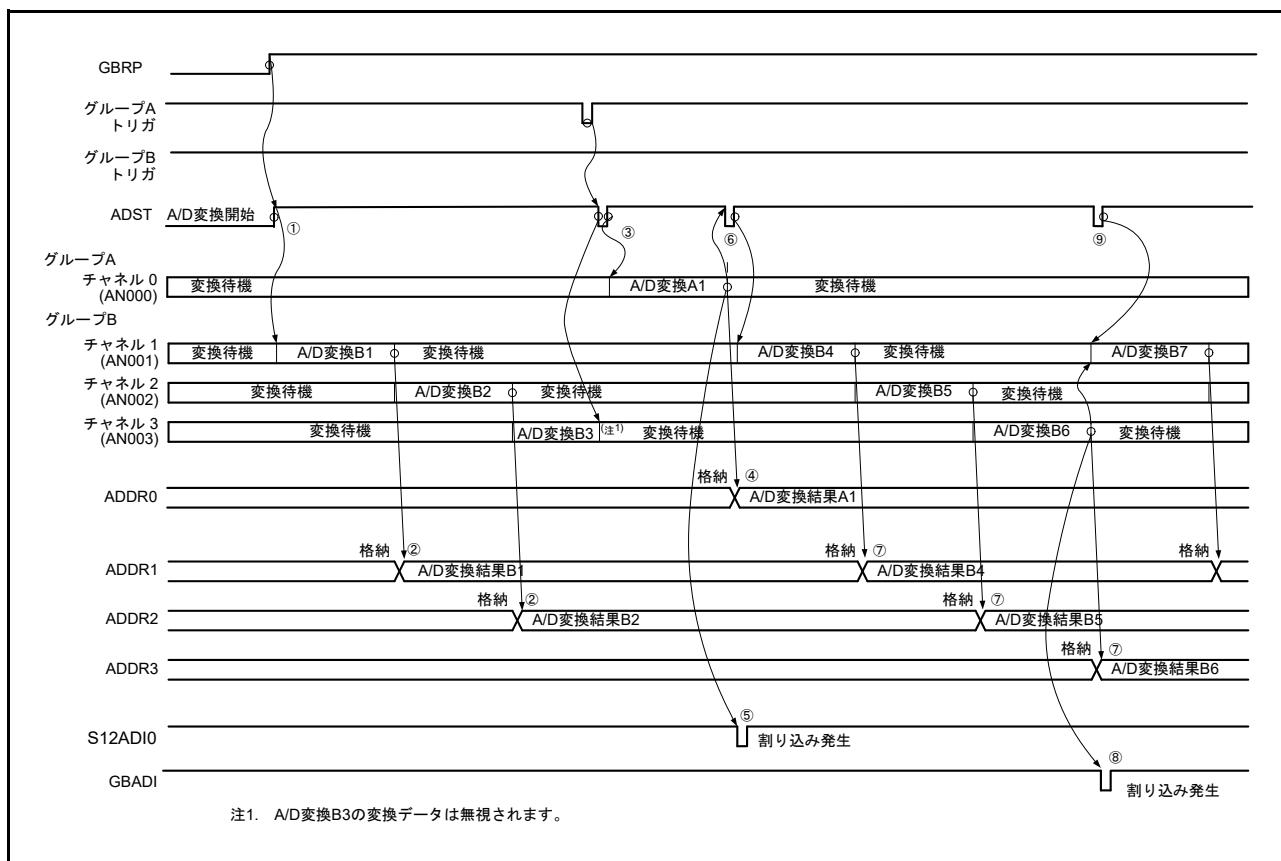 GBRP
グループA
トリガ
グループB
トリガ
ADST
A/D変換開始
①
③
⑥
⑨
グループA
チャネル 0
(AN000)
変換待機
A/D変換A1
変換待機
グループB
チャネル 1
(AN001)
変換待機
A/D変換B1
変換待機
A/D変換B4
変換待機
A/D変換B7
チャネル 2
(AN002)
変換待機
A/D変換B2
変換待機
A/D変換B5
変換待機
チャネル 3
(AN003)
変換待機
A/D変換B3
(注1)
変換待機
A/D変換B6
変換待機
ADDR0
格納 ④
A/D変換結果A1
ADDR1
格納 ②
A/D変換結果B1
格納 ⑦
A/D変換結果B4
格納
ADDR2
格納 ②
A/D変換結果B2
格納 ⑦
A/D変換結果B5
ADDR3
格納 ⑦
A/D変換結果B6
S12ADI0
⑤
割り込み発生
GBADI
⑧
割り込み発生
注1. A/D変換B3の変換データは無視されます。